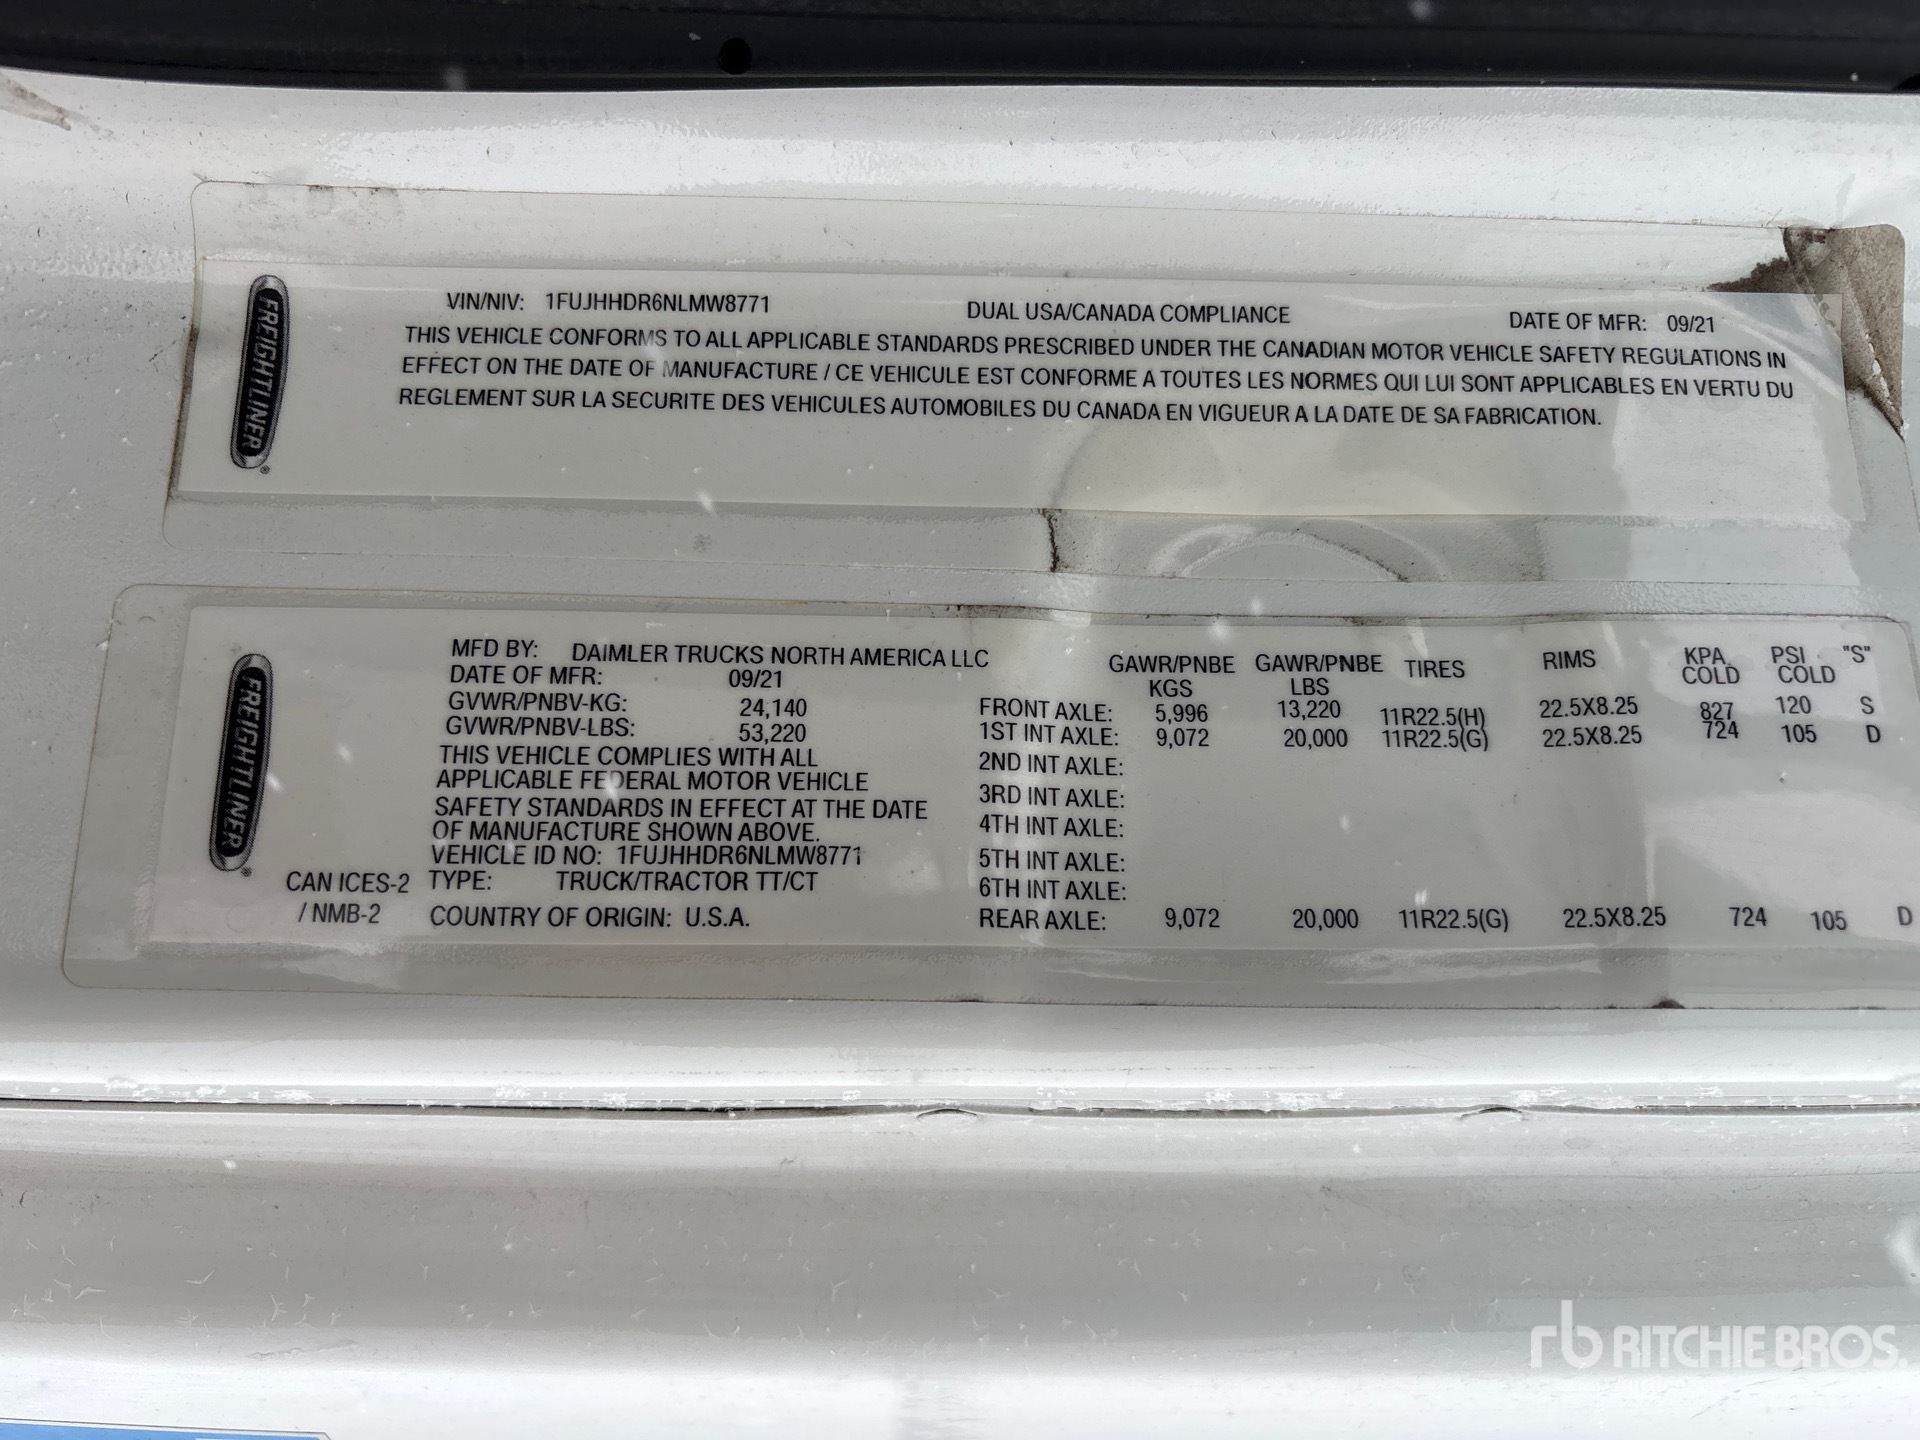 FREIGHTLINER®
VIN/NIV: 1FUJHHDR6NLMW8771 DUAL USA/CANADA COMPLIANCE DATE OF MFR: 09/21
THIS VEHICLE CONFORMS TO ALL APPLICABLE STANDARDS PRESCRIBED UNDER THE CANADIAN MOTOR VEHICLE SAFETY REGULATIONS IN
EFFECT ON THE DATE OF MANUFACTURE / CE VEHICULE EST CONFORME A TOUTES LES NORMES QUI LUI SONT APPLICABLES EN VERTU DU
REGLEMENT SUR LA SECURITE DES VEHICULES AUTOMOBILES DU CANADA EN VIGUEUR A LA DATE DE SA FABRICATION.
FREIGHTLINER®
CAN ICES-2
/ NMB-2
MFD BY: DAIMLER TRUCKS NORTH AMERICA LLC
DATE OF MFR: 09/21
GVWR/PNBV-KG: 24,140
GVWR/PNBV-LBS: 53,220
THIS VEHICLE COMPLIES WITH ALL
APPLICABLE FEDERAL MOTOR VEHICLE
SAFETY STANDARDS IN EFFECT AT THE DATE
OF MANUFACTURE SHOWN ABOVE.
VEHICLE ID NO: 1FUJHHDR6NLMW8771
TYPE: TRUCK/TRACTOR TT/CT
COUNTRY OF ORIGIN: U.S.A.
GAWR/PNBE GAWR/PNBE TIRES RIMS KPA PSI "S"
KGS LBS COLD COLD
FRONT AXLE: 5,996 13,220 11R22.5(H) 22.5X8.25 827 120 S
1ST INT AXLE: 9,072 20,000 11R22.5(G) 22.5X8.25 724 105 D
2ND INT AXLE:
3RD INT AXLE:
4TH INT AXLE:
5TH INT AXLE:
6TH INT AXLE:
REAR AXLE: 9,072 20,000 11R22.5(G) 22.5X8.25 724 105 D
rb RITCHIE BROS.